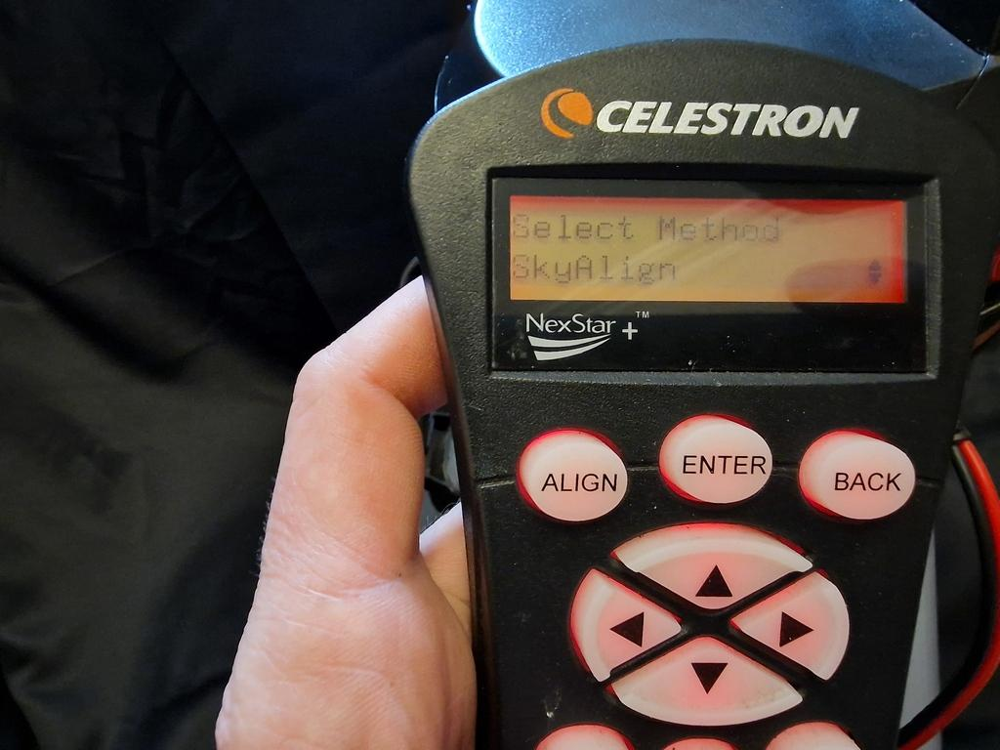 CELESTRON
Select Method
SkyAlign
NexStar+™
ALIGN
ENTER
BACK